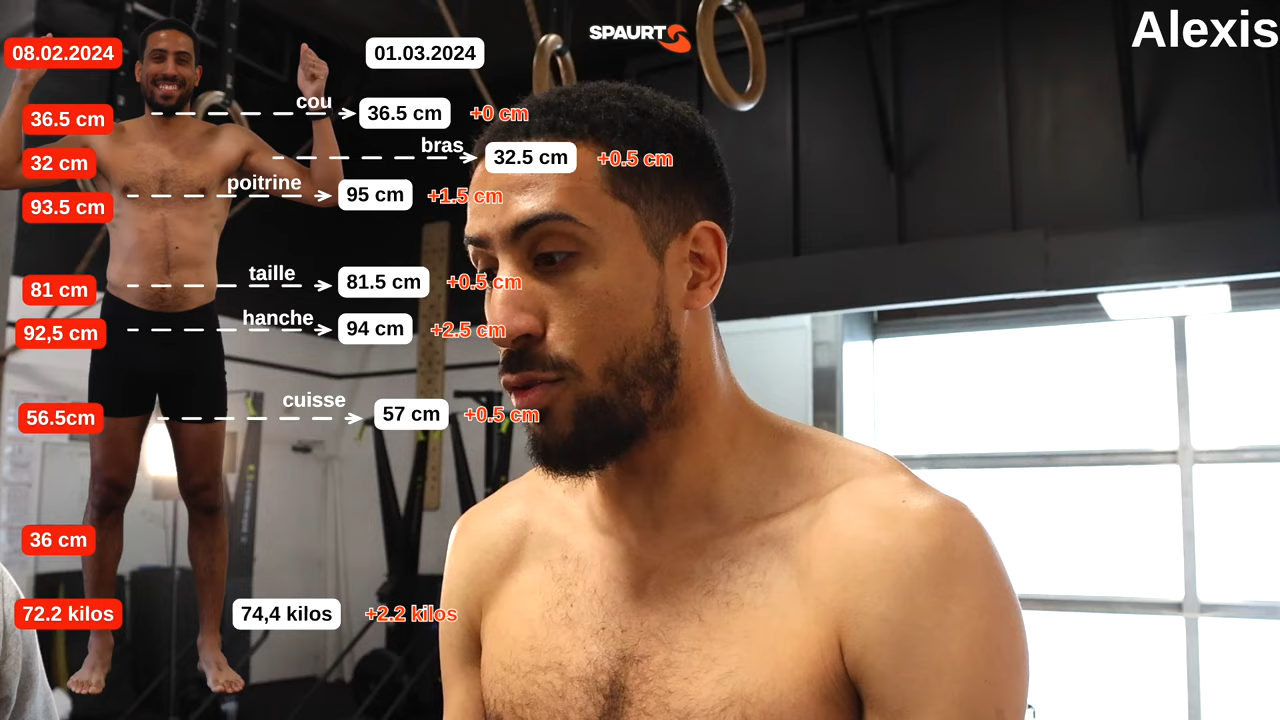 SPAURT
Alexis
08.02.2024
01.03.2024
36.5 cm
cou
36.5 cm
+0 cm
32 cm
bras
32.5 cm
+0.5 cm
93.5 cm
poitrine
95 cm
+1.5 cm
81 cm
taille
81.5 cm
+0.5 cm
92,5 cm
hanche
94 cm
+2.5 cm
56.5cm
cuisse
57 cm
+0.5 cm
36 cm
72.2 kilos
74,4 kilos
+2.2 kilos